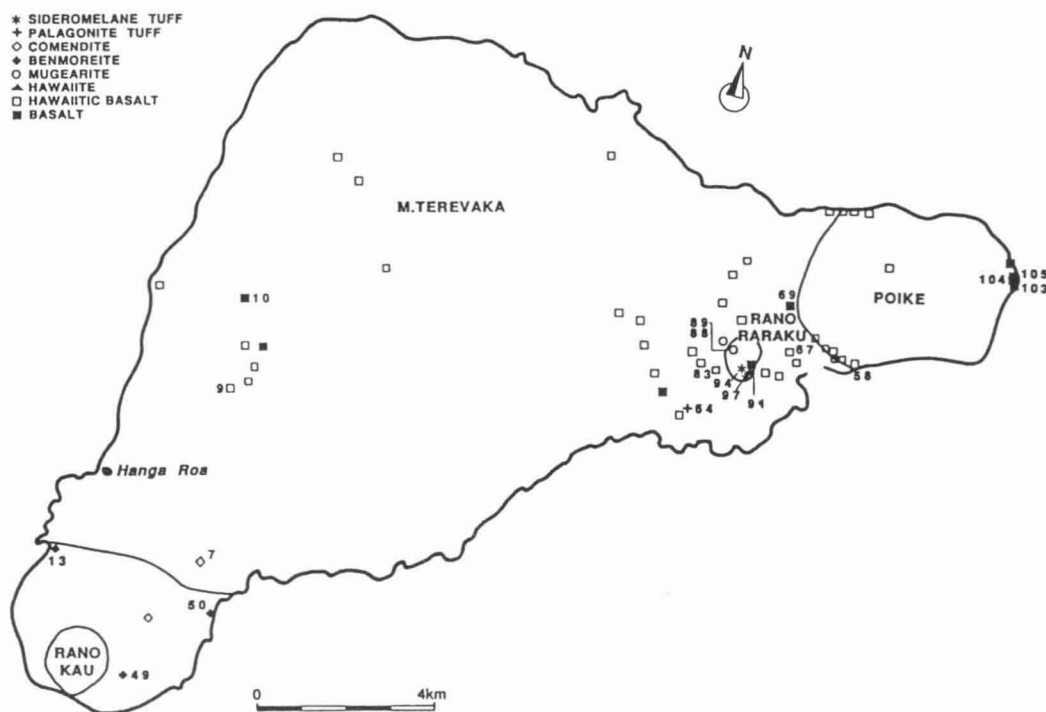 SIDEROMELANE TUFF
PALAGONITE TUFF
COMENDITE
BENMOREITE
MUGEARITE
HAWAIITE
HAWAIITIC BASALT
BASALT
N
M.TEREVAKA
POIKE
104
105
103
10
69
RANO
RARAKU
89
88
67
58
9
83
94
97
91
64
Hanga Roa
13
7
50
RANO
KAU
49
0 4km